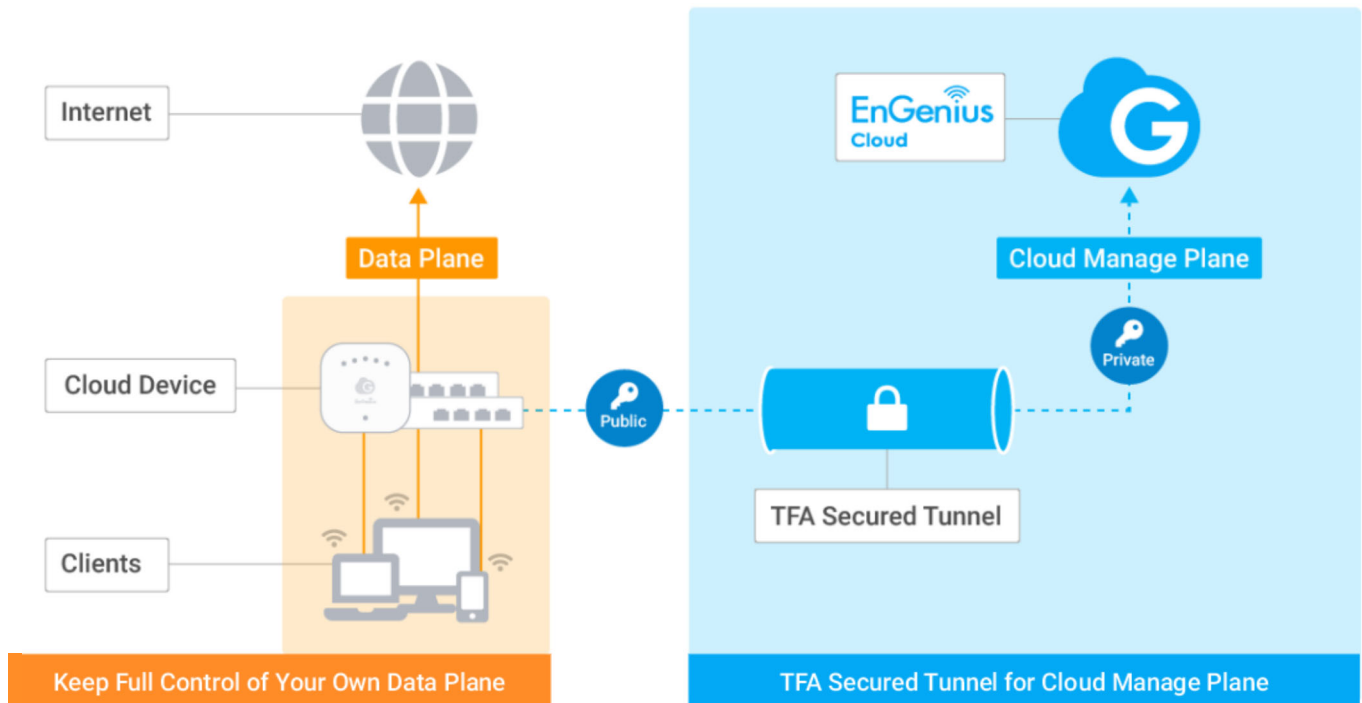 Internet
EnGenius
Cloud
G
Data Plane
Cloud Manage Plane
Cloud Device
Public
Private
TFA Secured Tunnel
Clients
Keep Full Control of Your Own Data Plane
TFA Secured Tunnel for Cloud Manage Plane